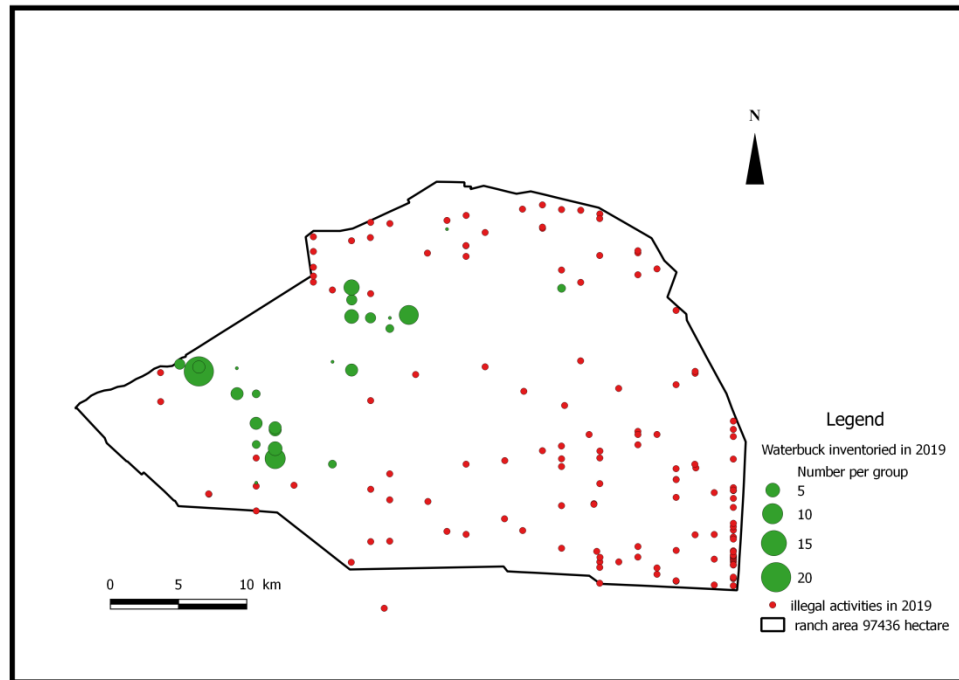 N
Legend
Waterbuck inventoried in 2019
Number per group
5
10
15
20
0 5 10 km
illegal activities in 2019
ranch area 97436 hectare